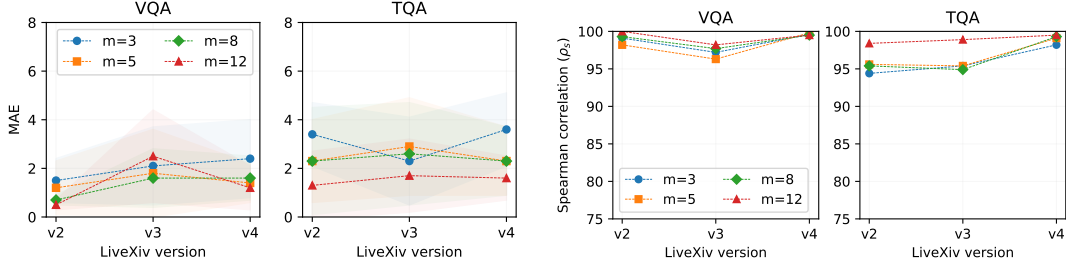 VQA
8
6
4
2
0
MAE
m=3
m=5
m=8
m=12
v2
v3
v4
LiveXiv version
TQA
8
6
4
2
0
v2
v3
v4
LiveXiv version
VQA
100
95
90
85
80
75
Spearman correlation (ρₛ)
m=3
m=5
m=8
m=12
v2
v3
v4
LiveXiv version
TQA
100
95
90
85
80
75
v2
v3
v4
LiveXiv version